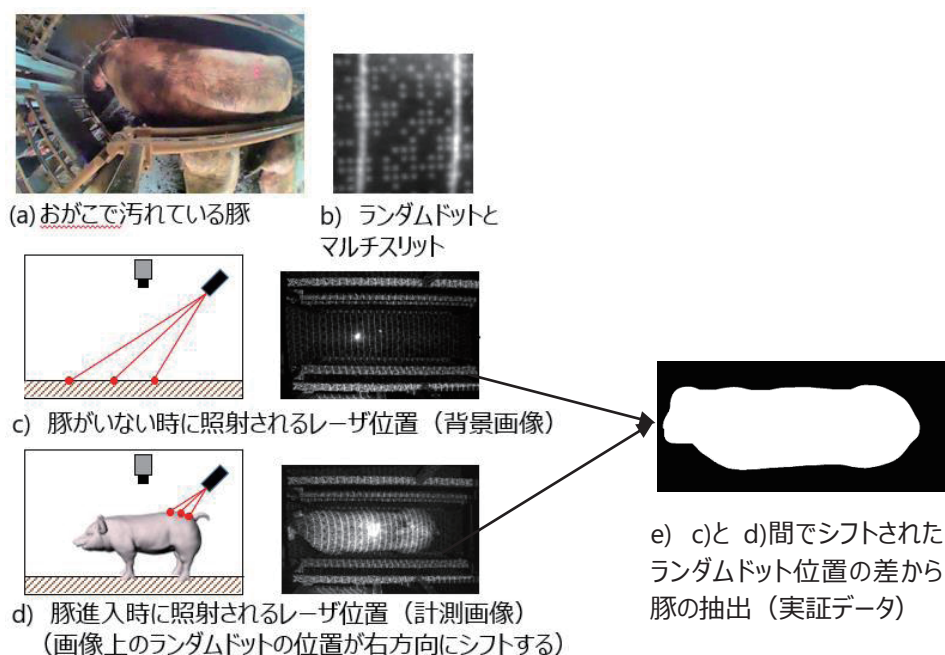 (a) おがこで汚れている豚
b) ランダムドットと
マルチスリット
c) 豚がいない時に照射されるレーザ位置（背景画像）
d) 豚進入時に照射されるレーザ位置（計測画像）
（画像上のランダムドットの位置が右方向にシフトする）
e) c)と d)間でシフトされた
ランダムドット位置の差から
豚の抽出（実証データ）